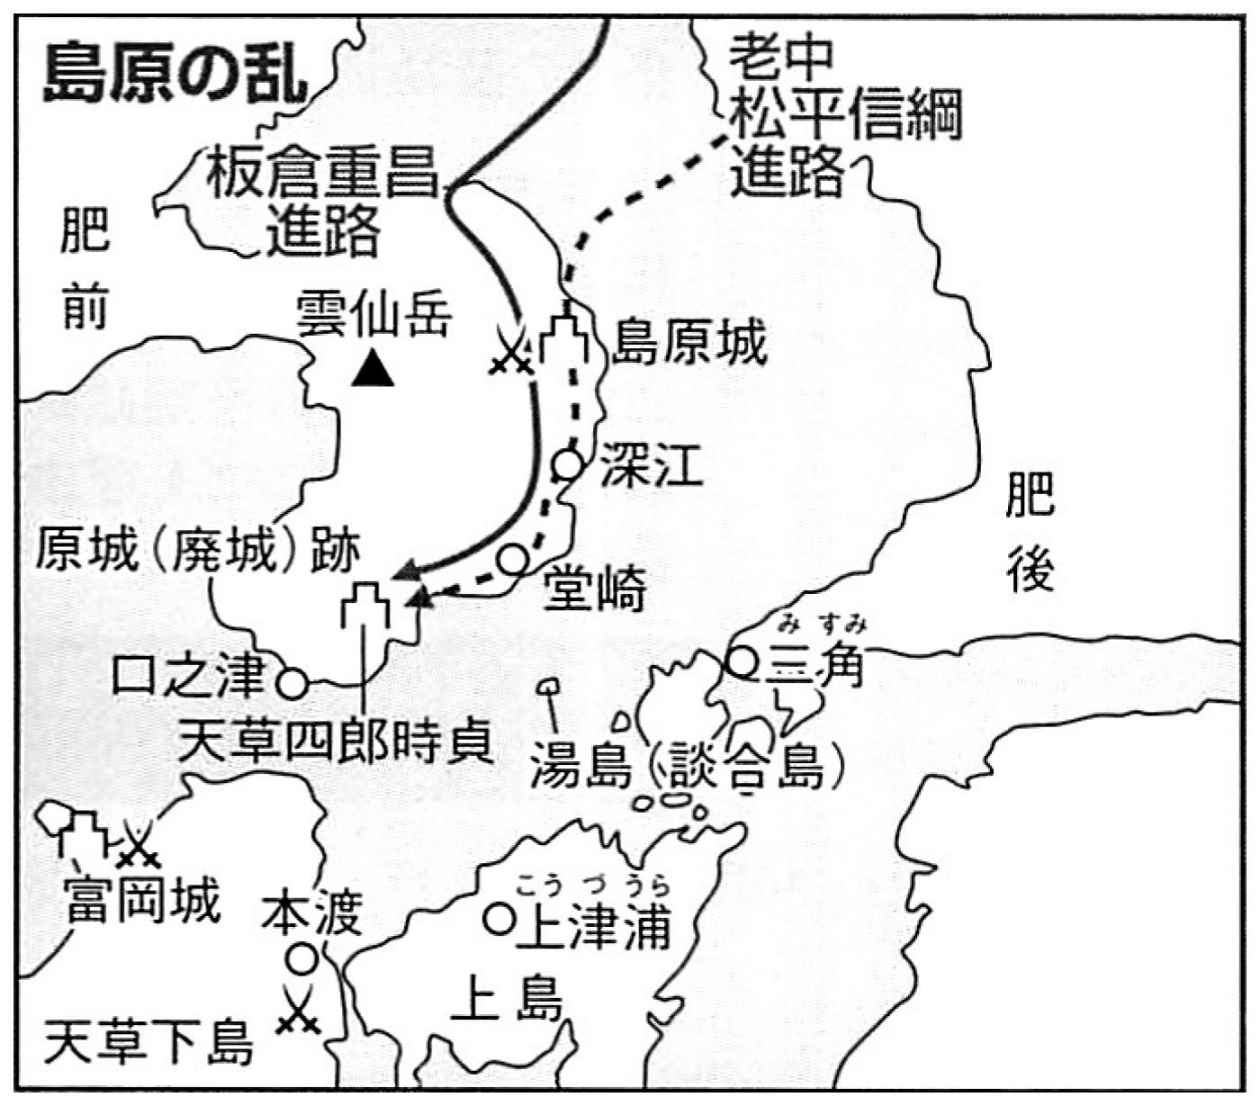 島原の乱
老中
松平信綱
進路
板倉重昌
進路
肥前
雲仙岳
島原城
深江
肥後
原城（廃城）跡
堂崎
みすみ
三角
口之津
天草四郎時貞
湯島（談合島）
富岡城
本渡
こうづうら
上津浦
上島
天草下島